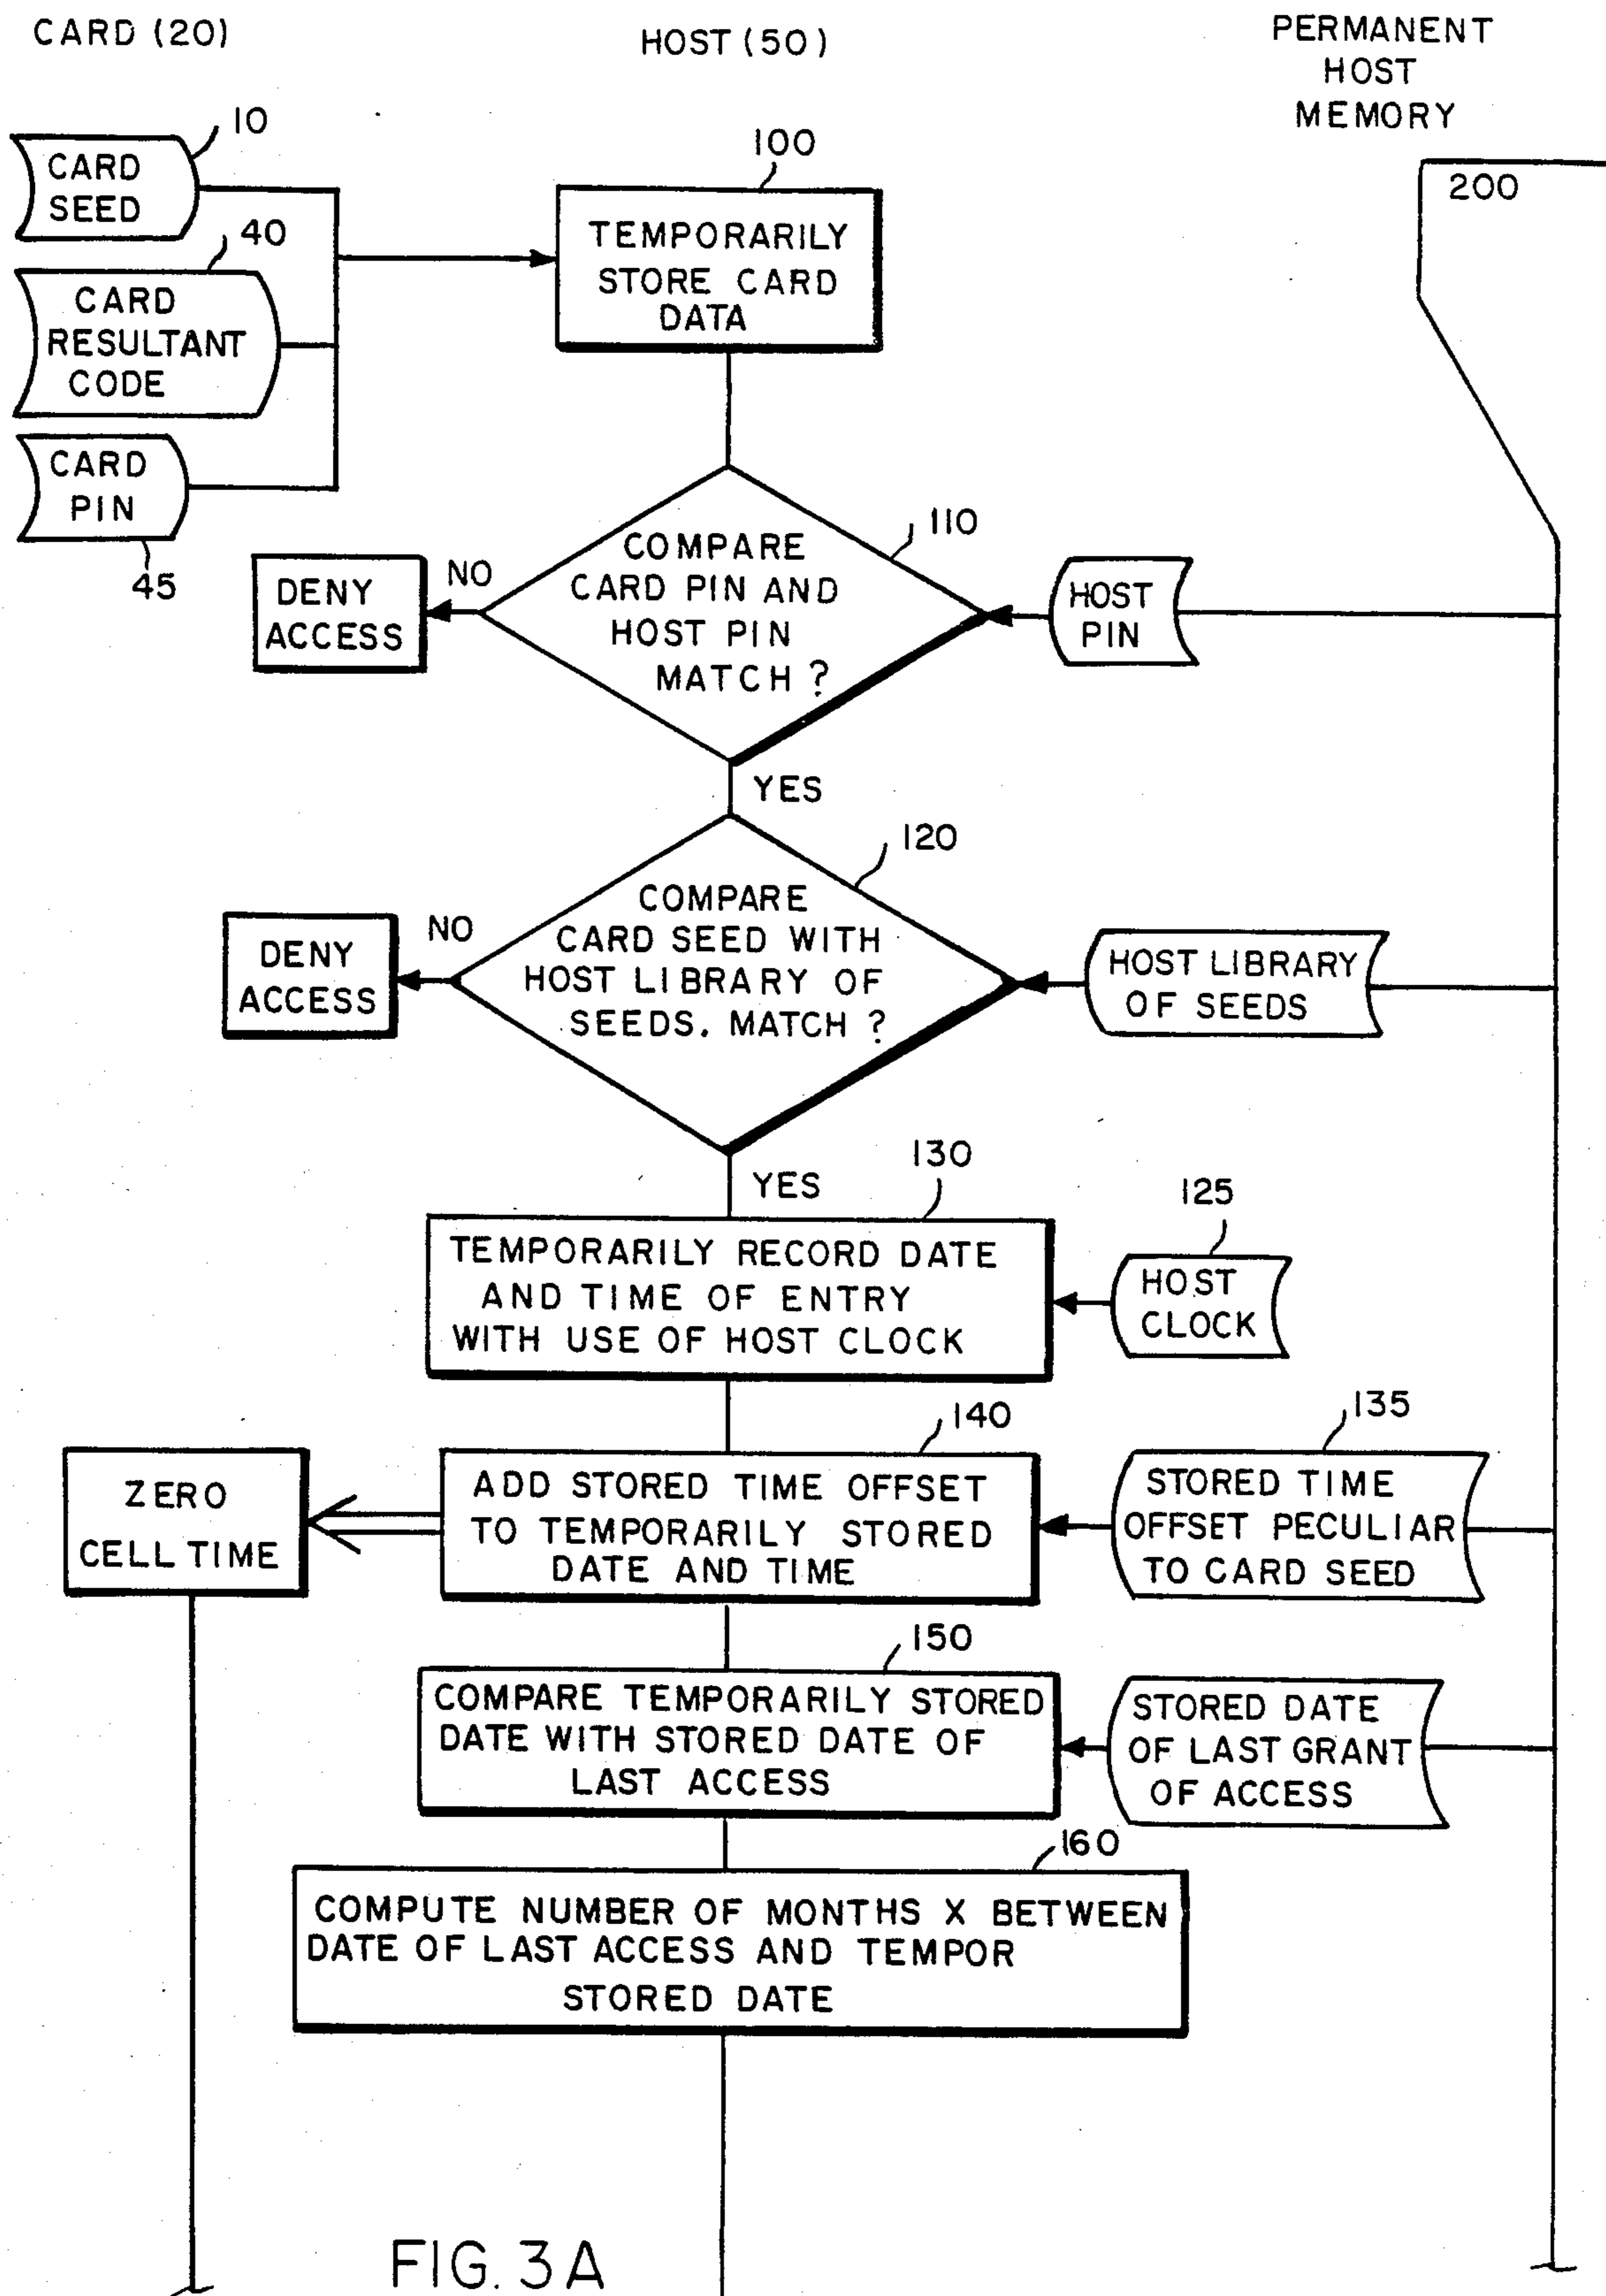 CARD (20)
HOST (50)
PERMANENT
HOST
MEMORY
10
CARD
SEED
40
CARD
RESULTANT
CODE
CARD
PIN
45
100
TEMPORARILY
STORE CARD
DATA
200
110
COMPARE
CARD PIN AND
HOST PIN
MATCH ?
NO
DENY
ACCESS
HOST
PIN
YES
120
COMPARE
CARD SEED WITH
HOST LIBRARY OF
SEEDS. MATCH ?
NO
DENY
ACCESS
HOST LIBRARY
OF SEEDS
YES
130
TEMPORARILY RECORD DATE
AND TIME OF ENTRY
WITH USE OF HOST CLOCK
125
HOST
CLOCK
140
ADD STORED TIME OFFSET
TO TEMPORARILY STORED
DATE AND TIME
ZERO
CELL TIME
135
STORED TIME
OFFSET PECULIAR
TO CARD SEED
150
COMPARE TEMPORARILY STORED
DATE WITH STORED DATE OF
LAST ACCESS
STORED DATE
OF LAST GRANT
OF ACCESS
160
COMPUTE NUMBER OF MONTHS X BETWEEN
DATE OF LAST ACCESS AND TEMPOR
STORED DATE
FIG. 3A